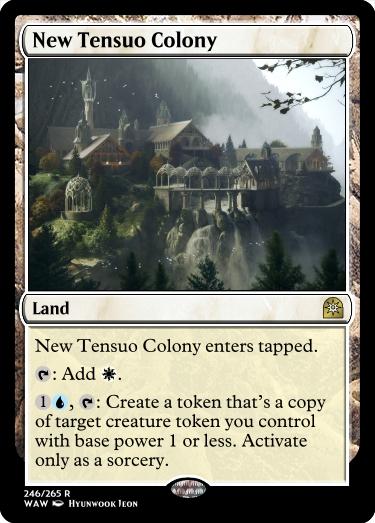 New Tensuo Colony
Land
New Tensuo Colony enters tapped.
: Add .
1, : Create a token that's a copy
of target creature token you control
with base power 1 or less. Activate
only as a sorcery.
246/265 R
WAW Hyunwook Jeon